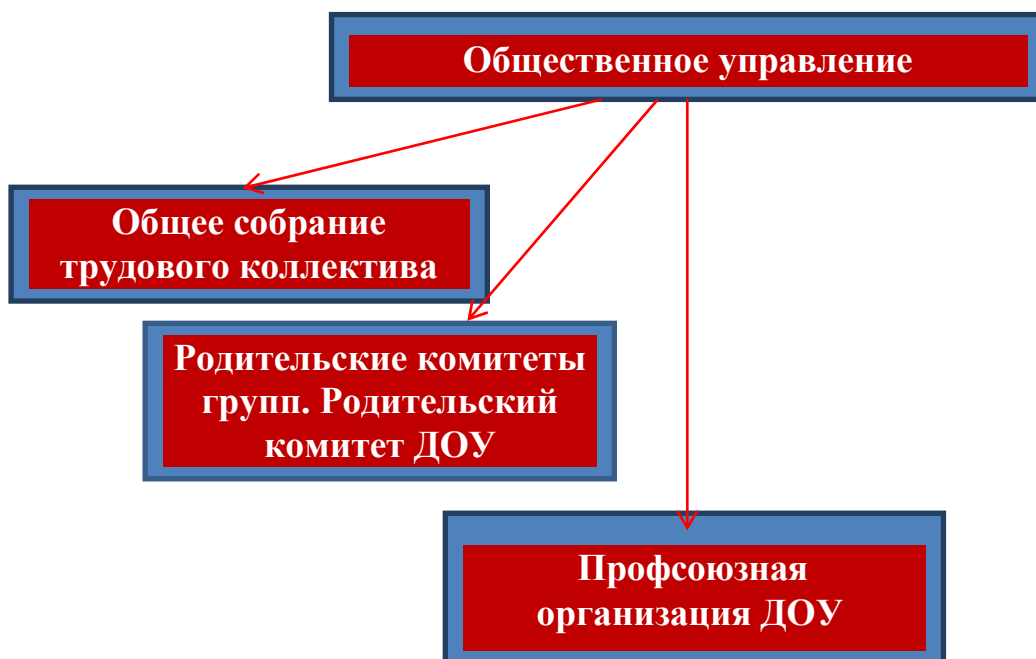 Общественное управление
Общее собрание
трудового коллектива
Родительские комитеты
групп. Родительский
комитет ДОУ
Профсоюзная
организация ДОУ